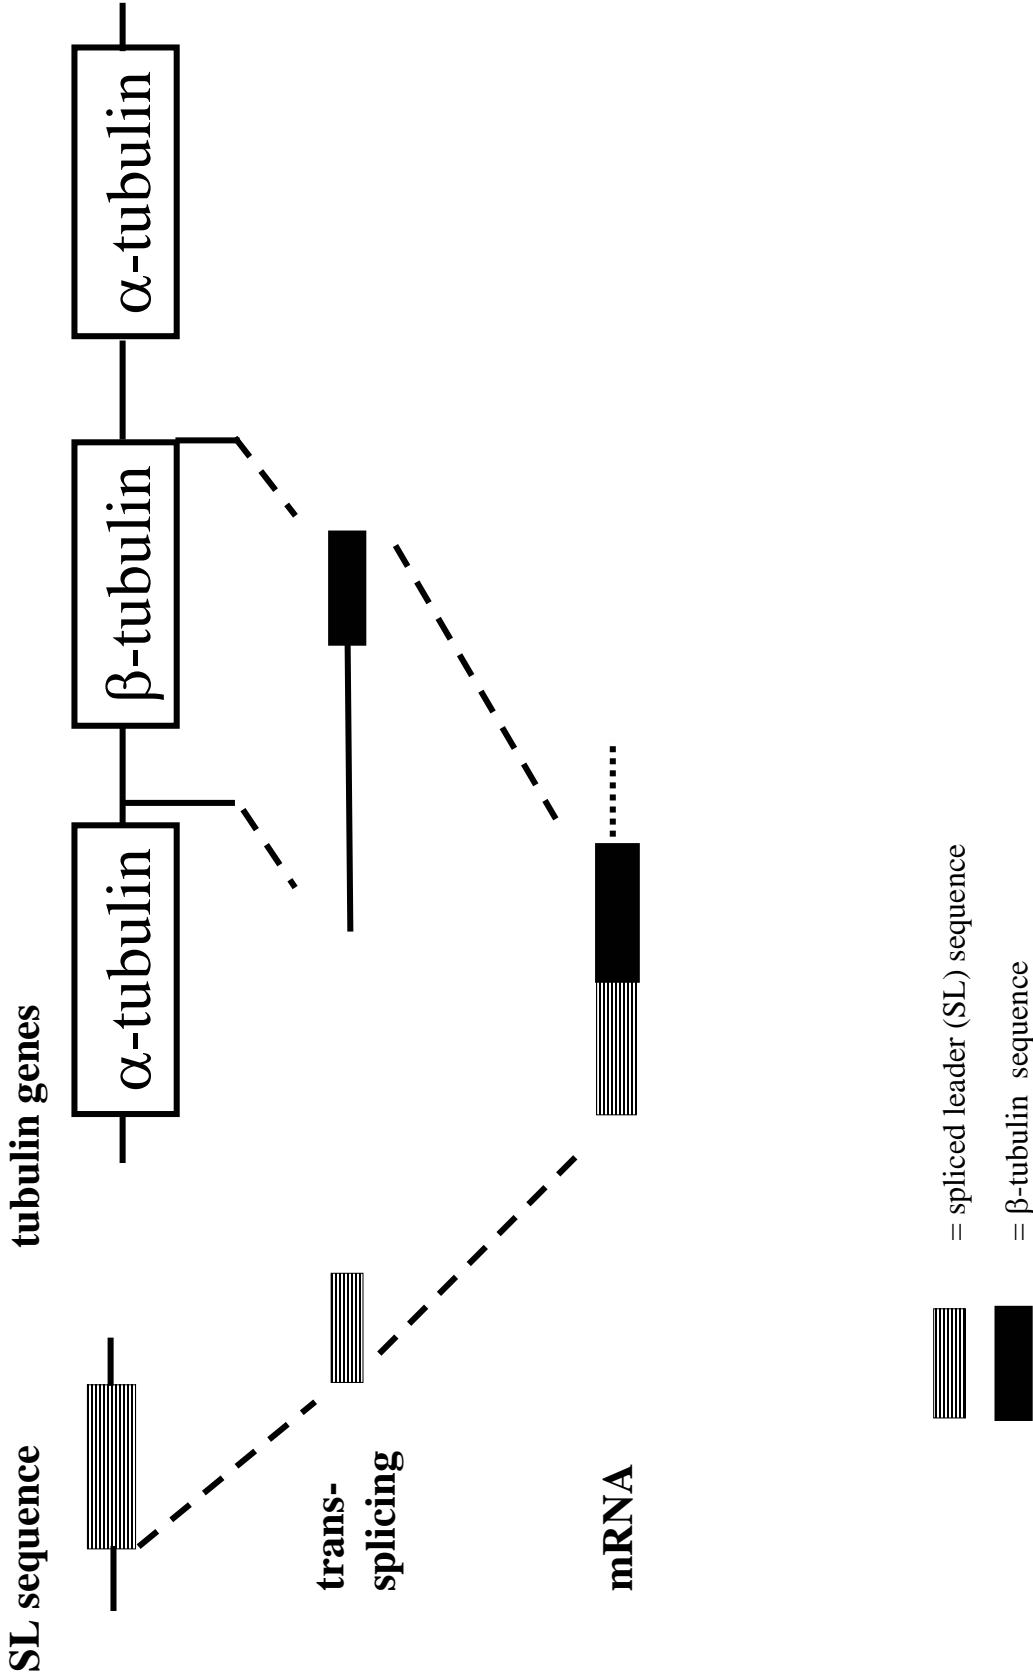 SL sequence
tubulin genes
α-tubulin
β-tubulin
α-tubulin
trans-
splicing
mRNA
= spliced leader (SL) sequence
= β-tubulin sequence